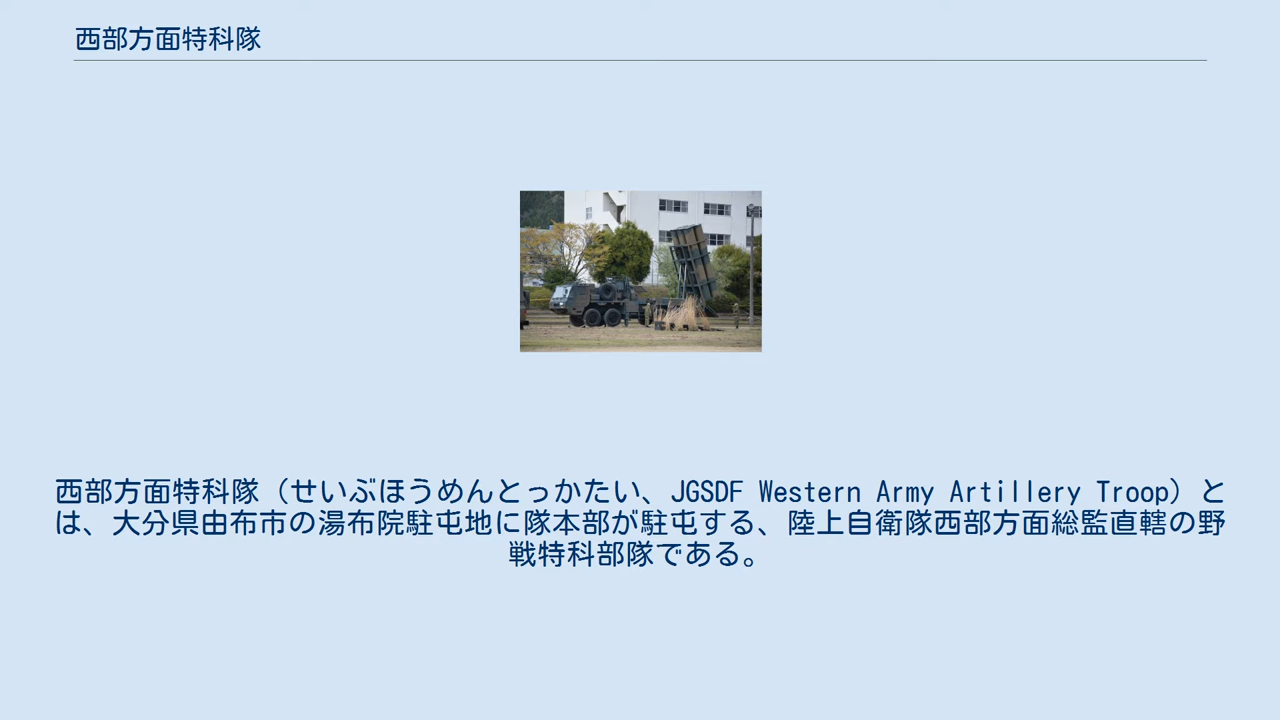 西部方面特科隊
西部方面特科隊（せいぶほうめんとっかたい、JGSDF Western Army Artillery Troop）と
は、大分県由布市の湯布院駐屯地に隊本部が駐屯する、陸上自衛隊西部方面総監直轄の野
戦特科部隊である。